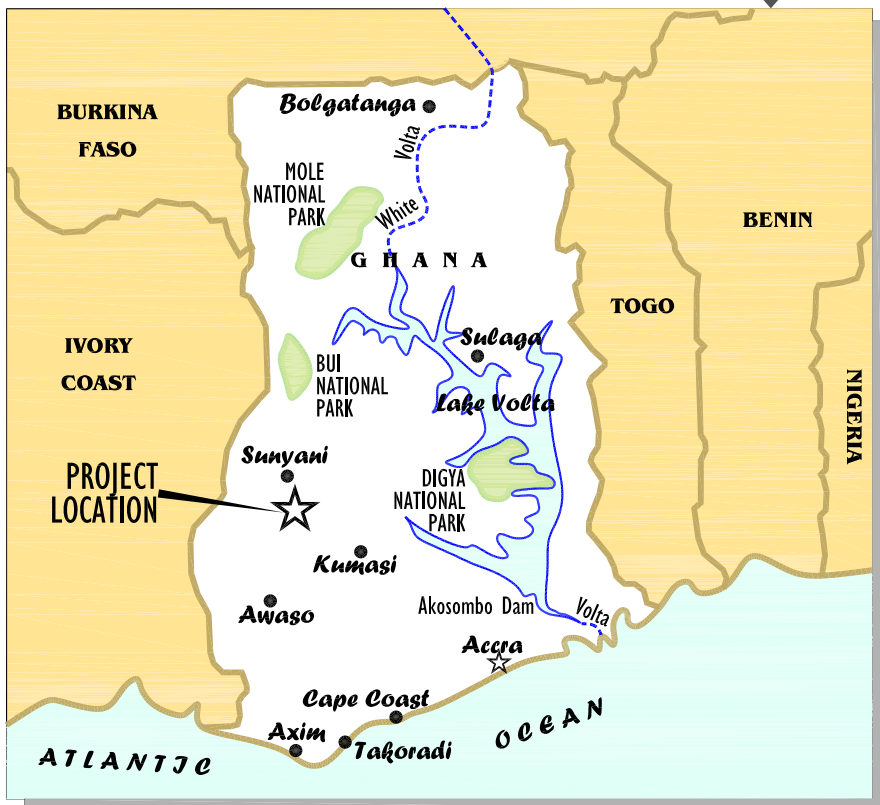 Bolgatanga
BURKINA
FASO
Volta
MOLE
NATIONAL
PARK
White
BENIN
GHANA
TOGO
Sulaga
IVORY
COAST
BUI
NATIONAL
PARK
Lake Volta
NIGERIA
Sunyani
PROJECT
LOCATION
DIGYA
NATIONAL
PARK
Kumasi
Awaso
Akosombo Dam
Volta
Accra
Cape Coast
OCEAN
Axim
Takoradi
ATLANTIC